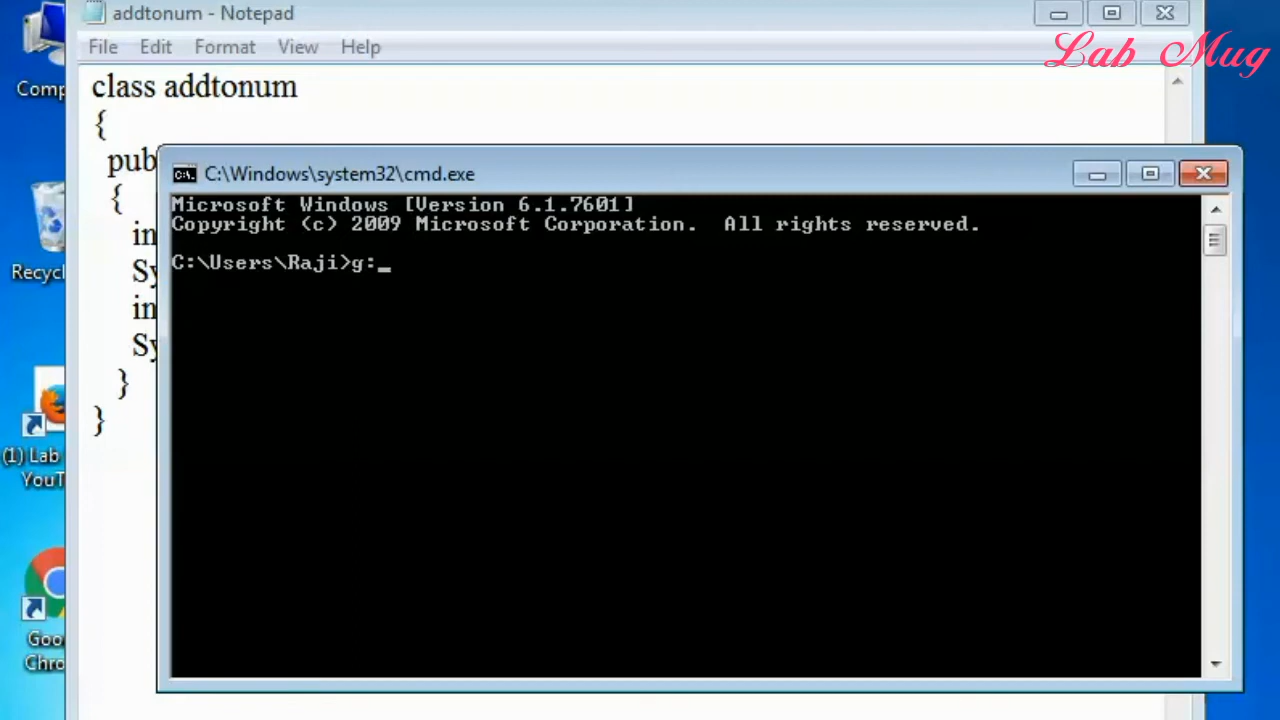 addtonum - Notepad
File Edit Format View Help
Lab Mug
class addtonum
{
pub
{
in
Sy
in
Sy
}
}
C:\Windows\system32\cmd.exe
Microsoft Windows [Version 6.1.7601]
Copyright (c) 2009 Microsoft Corporation. All rights reserved.
C:\Users\Raji>g:_
Comp
Recycl
(1) Lab
YouT
Goo
Chro